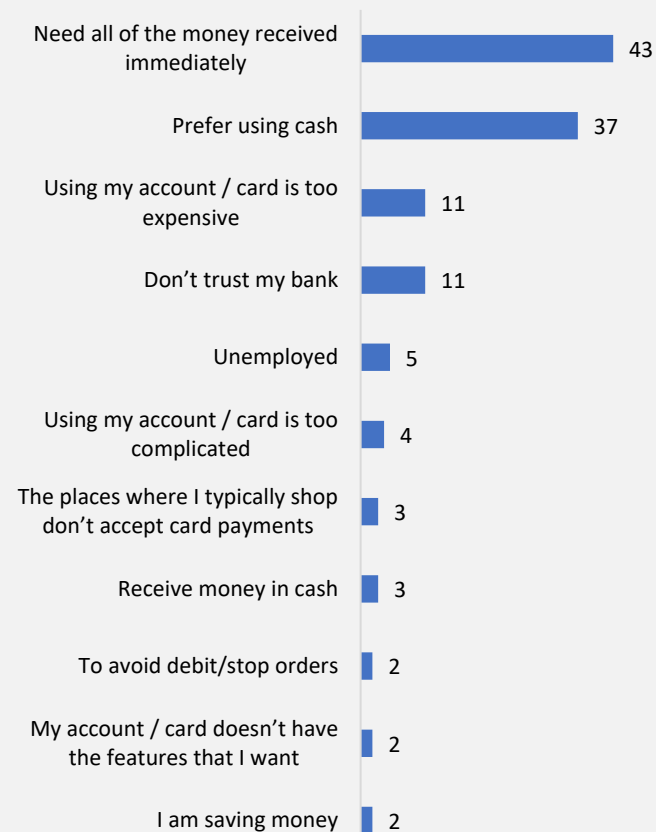 Need all of the money received
immediately
43
Prefer using cash
37
Using my account / card is too
expensive
11
Don’t trust my bank
11
Unemployed
5
Using my account / card is too
complicated
4
The places where I typically shop
don’t accept card payments
3
Receive money in cash
3
To avoid debit/stop orders
2
My account / card doesn’t have
the features that I want
2
I am saving money
2